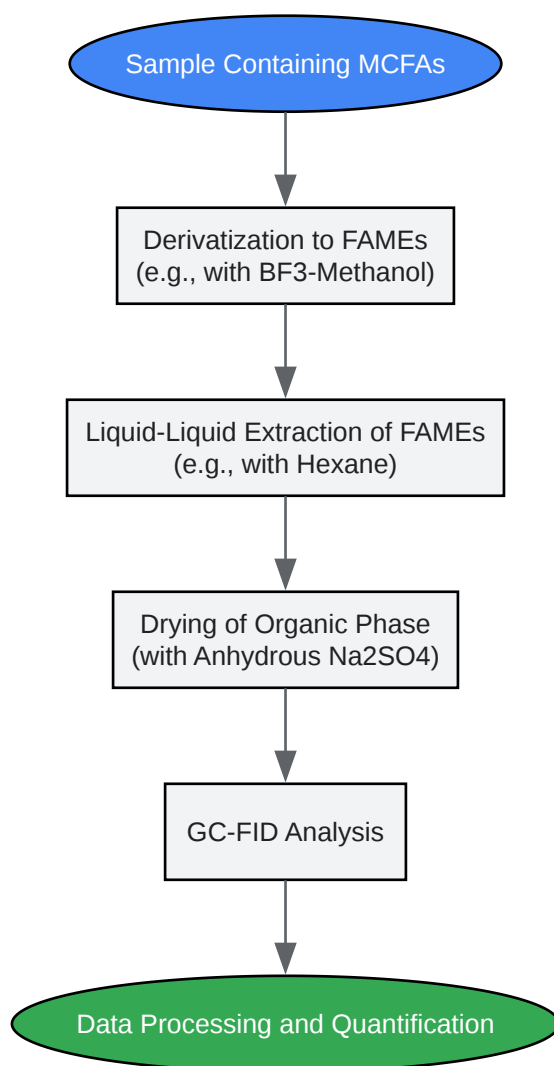 Sample Containing MCFAs
Derivatization to FAMEs
(e.g., with BF3-Methanol)
Liquid-Liquid Extraction of FAMEs
(e.g., with Hexane)
Drying of Organic Phase
(with Anhydrous Na2SO4)
GC-FID Analysis
Data Processing and Quantification